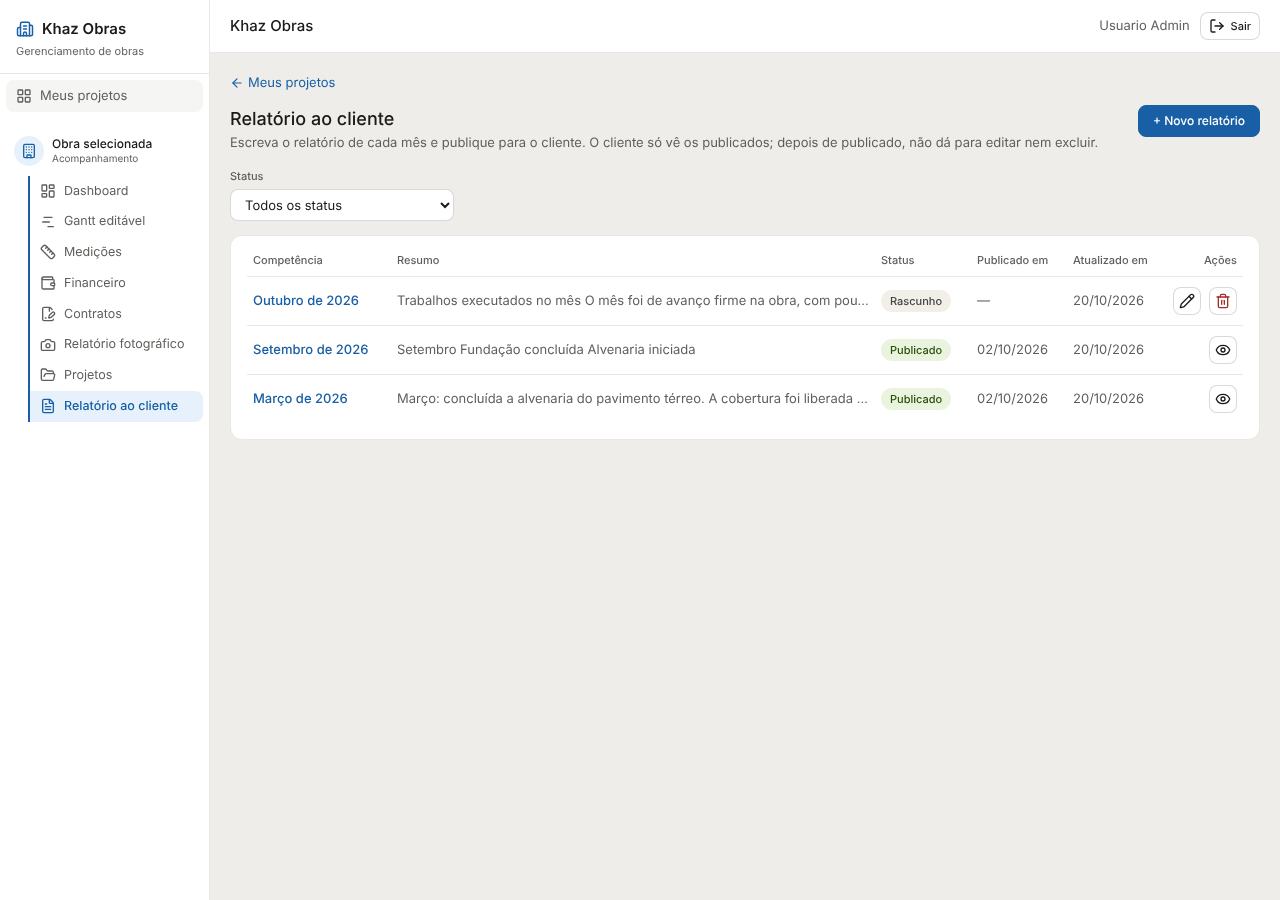 Khaz Obras
Gerenciamento de obras
Meus projetos
Obra selecionada
Acompanhamento
Dashboard
Gantt editável
Medições
Financeiro
Contratos
Relatório fotográfico
Projetos
Relatório ao cliente
Khaz Obras
Usuario Admin
Sair
← Meus projetos
Relatório ao cliente
Escreva o relatório de cada mês e publique para o cliente. O cliente só vê os publicados; depois de publicado, não dá para editar nem excluir.
+ Novo relatório
Status
Todos os status
Competência Resumo Status Publicado em Atualizado em Ações
Outubro de 2026 Trabalhos executados no mês O mês foi de avanço firme na obra, com pou... Rascunho — 20/10/2026
Setembro de 2026 Setembro Fundação concluída Alvenaria iniciada Publicado 02/10/2026 20/10/2026
Março de 2026 Março: concluída a alvenaria do pavimento térreo. A cobertura foi liberada ... Publicado 02/10/2026 20/10/2026